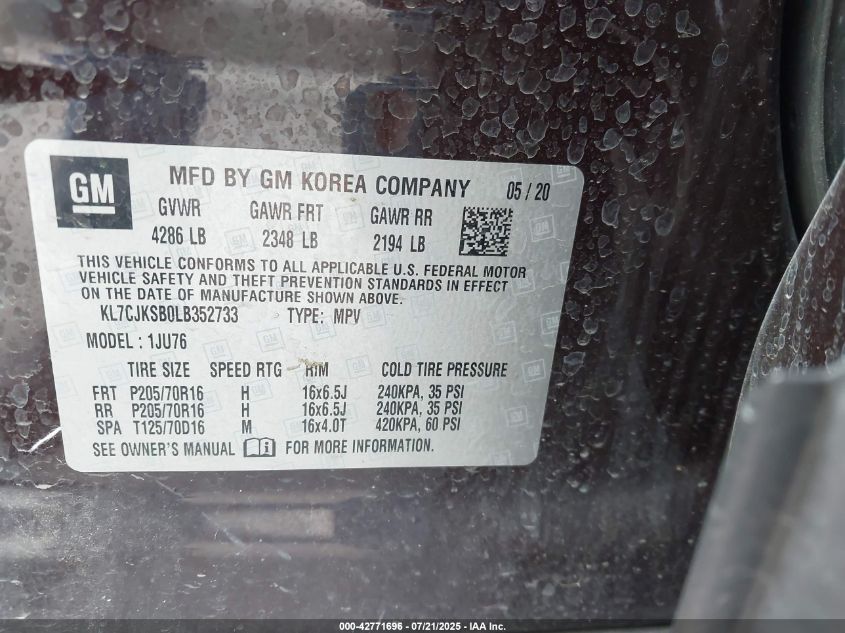 GM
MFD BY GM KOREA COMPANY 05 / 20
GVWR GAWR FRT GAWR RR
4286 LB 2348 LB 2194 LB
THIS VEHICLE CONFORMS TO ALL APPLICABLE U.S. FEDERAL MOTOR
VEHICLE SAFETY AND THEFT PREVENTION STANDARDS IN EFFECT
ON THE DATE OF MANUFACTURE SHOWN ABOVE.
KL7CJKSB0LB352733 TYPE: MPV
MODEL : 1JU76
TIRE SIZE SPEED RTG RIM COLD TIRE PRESSURE
FRT P205/70R16 H 16x6.5J 240KPA, 35 PSI
RR P205/70R16 H 16x6.5J 240KPA, 35 PSI
SPA T125/70D16 M 16x4.0T 420KPA, 60 PSI
SEE OWNER'S MANUAL FOR MORE INFORMATION.
000-42771696 - 07/21/2025 - IAA Inc.